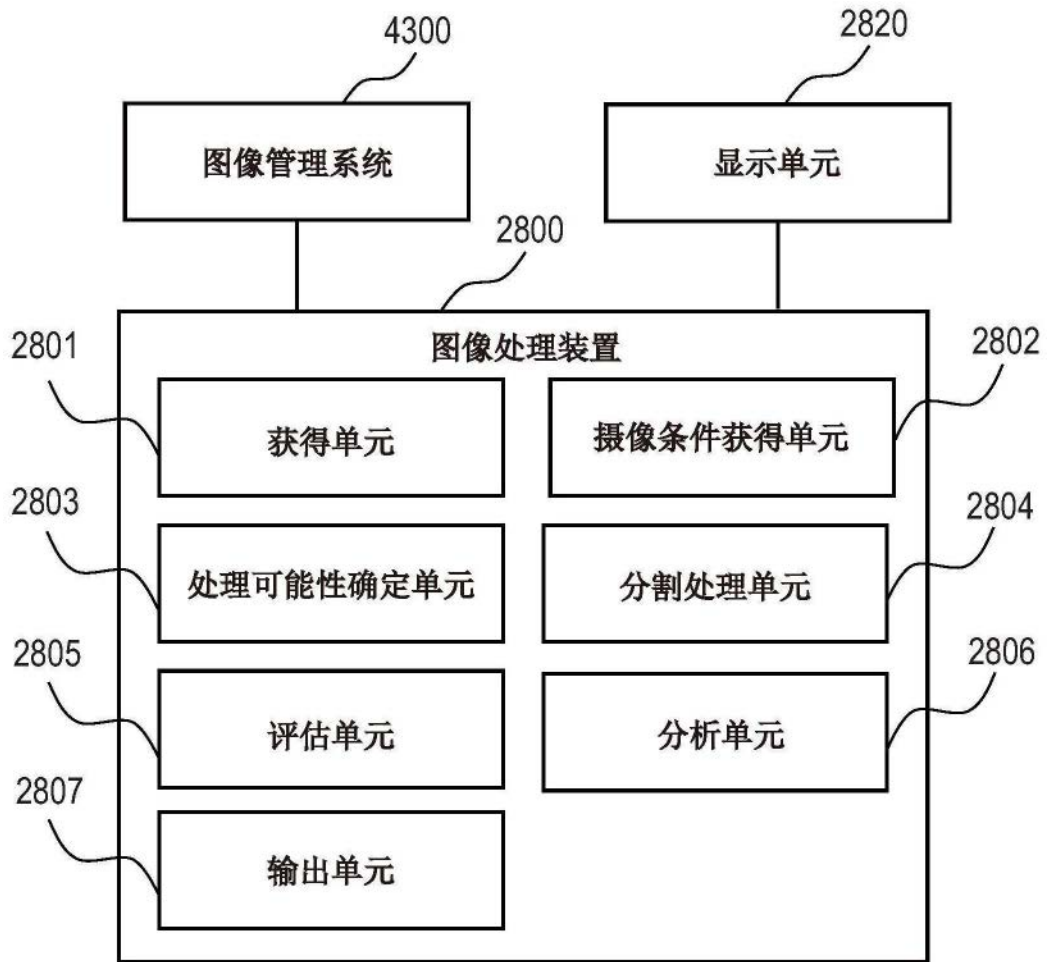 4300
2820
图像管理系统
显示单元
2800
图像处理装置
2801
2802
获得单元
摄像条件获得单元
2803
2804
处理可能性确定单元
分割处理单元
2805
2806
评估单元
分析单元
2807
输出单元